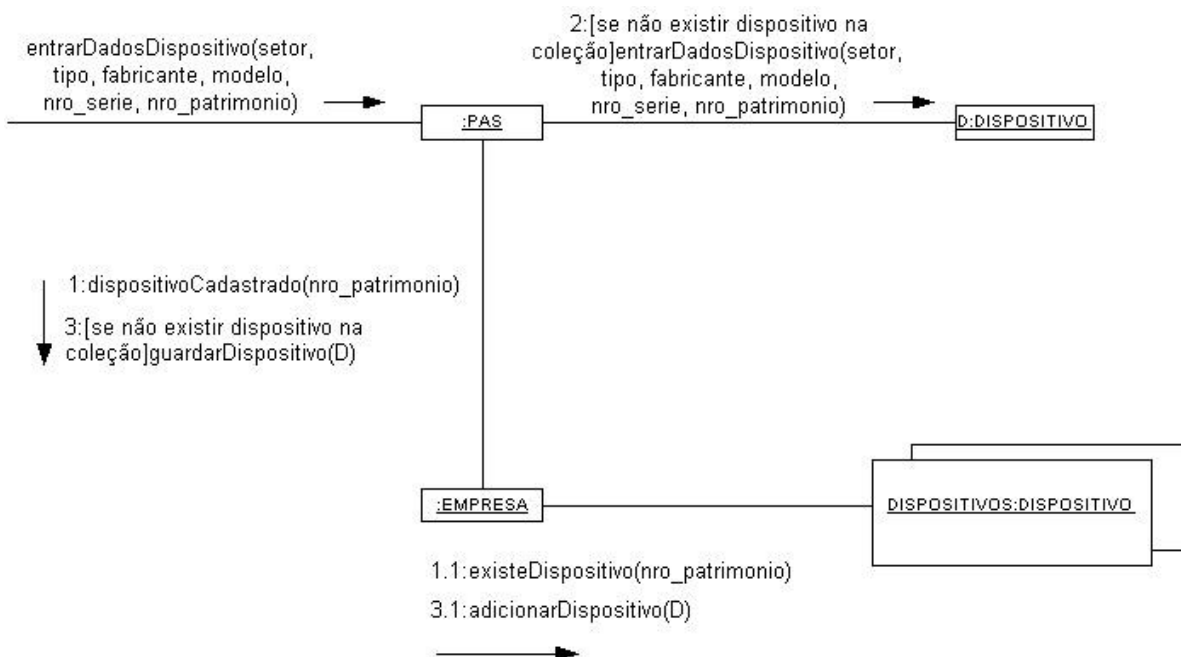 entrarDadosDispositivo(setor,
tipo, fabricante, modelo,
nro_serie, nro_patrimonio)
2:[se não existir dispositivo na
coleção]entrarDadosDispositivo(setor,
tipo, fabricante, modelo,
nro_serie, nro_patrimonio)
:PAS
D:DISPOSITIVO
1:dispositivoCadastrado(nro_patrimonio)
3:[se não existir dispositivo na
coleção]guardarDispositivo(D)
:EMPRESA
DISPOSITIVOS:DISPOSITIVO
1.1:existeDispositivo(nro_patrimonio)
3.1:adicionarDispositivo(D)